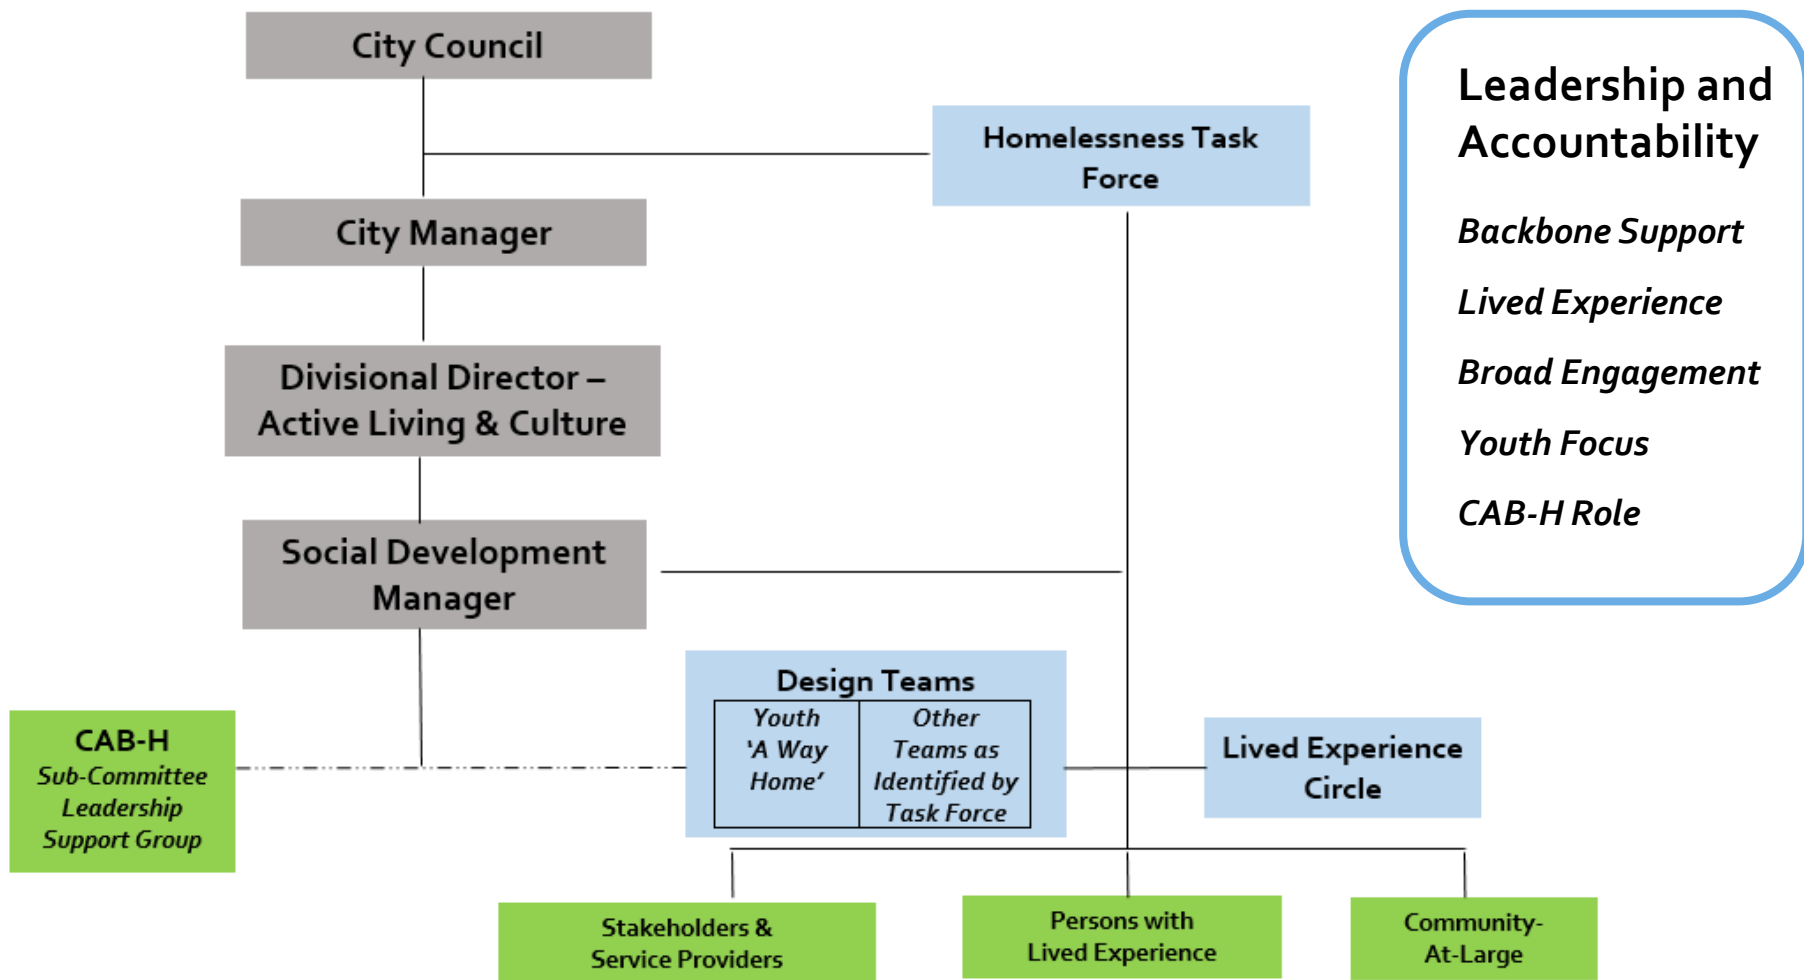 City Council
Homelessness Task
Force
City Manager
Divisional Director –
Active Living & Culture
Social Development
Manager
Design Teams
Youth
‘A Way
Home’
Other
Teams as
Identified by
Task Force
CAB-H
Sub-Committee
Leadership
Support Group
Lived Experience
Circle
Stakeholders &
Service Providers
Persons with
Lived Experience
Community-
At-Large
Leadership and
Accountability
Backbone Support
Lived Experience
Broad Engagement
Youth Focus
CAB-H Role